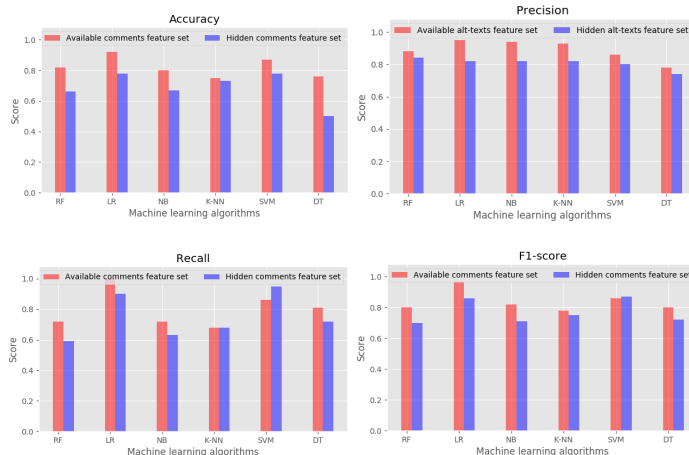 Accuracy
Available comments feature set Hidden comments feature set
1.0
0.8
0.6
0.4
0.2
0.0
Score
RF LR NB K-NN SVM DT
Machine learning algorithms
Precision
Available alt-texts feature set Hidden alt-texts feature set
1.0
0.8
0.6
0.4
0.2
0.0
Score
RF LR NB K-NN SVM DT
Machine learning algorithms
Recall
Available comments feature set Hidden comments feature set
1.0
0.8
0.6
0.4
0.2
0.0
Score
RF LR NB K-NN SVM DT
Machine learning algorithms
F1-score
Available comments feature set Hidden comments feature set
1.0
0.8
0.6
0.4
0.2
0.0
Score
RF LR NB K-NN SVM DT
Machine learning algorithms